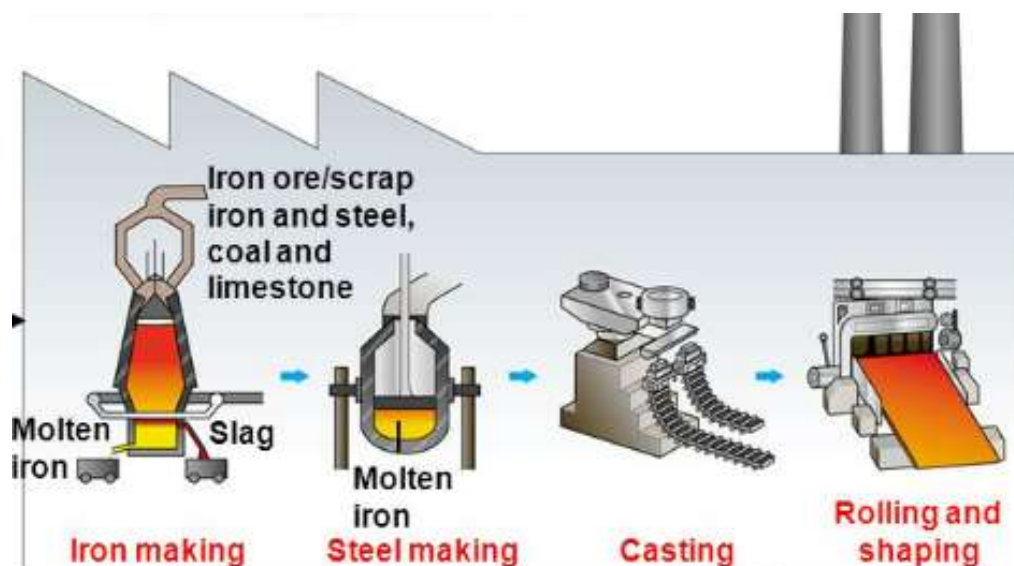 Iron ore/scrap
iron and steel,
coal and
limestone
Molten
iron
Slag
Molten
iron
Iron making
Steel making
Casting
Rolling and
shaping